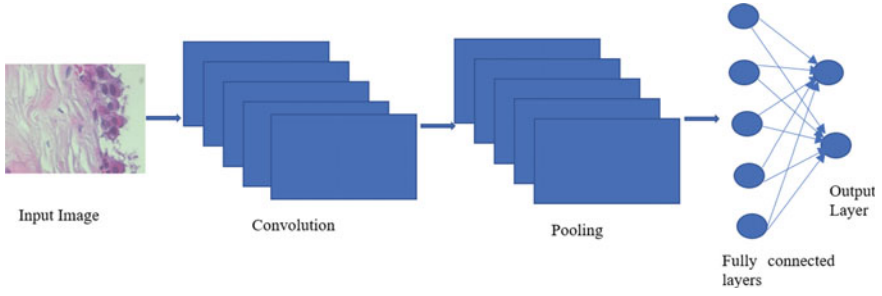 Input Image
Convolution
Pooling
Output
Layer
Fully connected
layers